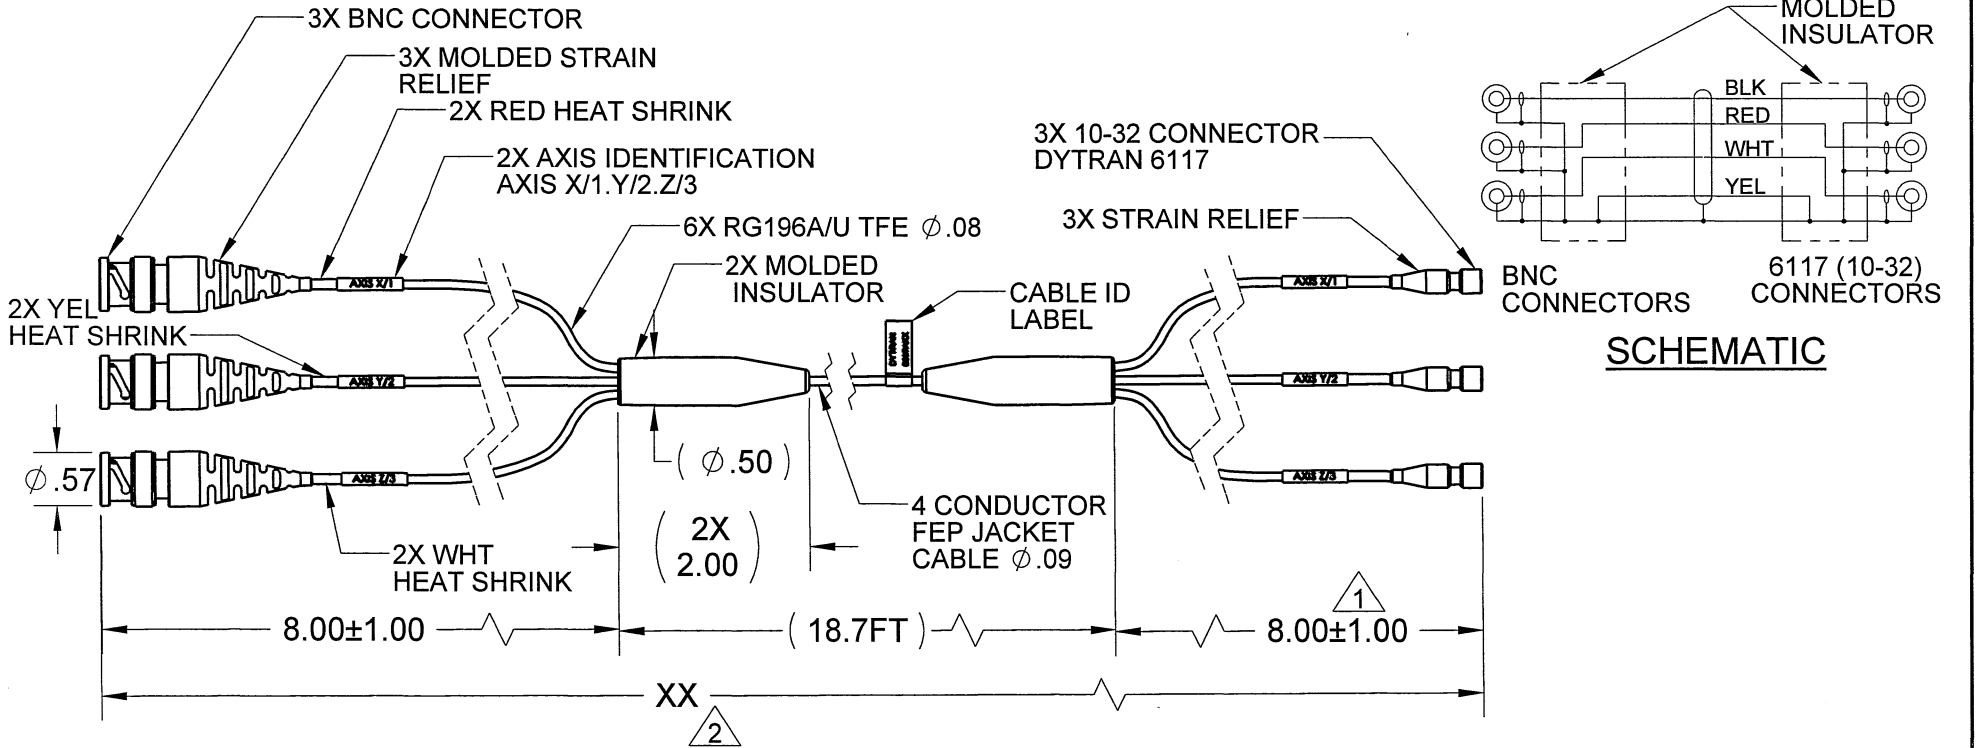 3X BNC CONNECTOR
3X MOLDED STRAIN
RELIEF
2X RED HEAT SHRINK
2X AXIS IDENTIFICATION
AXIS X/1.Y/2.Z/3
6X RG196A/U TFE ∅.08
2X MOLDED
INSULATOR
CABLE ID
LABEL
3X 10-32 CONNECTOR
DYTRAN 6117
3X STRAIN RELIEF
MOLDED
INSULATOR
BLK
RED
WHT
YEL
BNC
CONNECTORS
6117 (10-32)
CONNECTORS
SCHEMATIC
2X YEL
HEAT SHRINK
AXIS X/1
AXIS Y/2
AXIS Z/3
DYTRAN
AXIS X/1
AXIS Y/2
AXIS Z/3
∅.57
(∅.50)
2X WHT
HEAT SHRINK
(2X
2.00)
4 CONDUCTOR
FEP JACKET
CABLE ∅.09
8.00±1.00
(18.7FT)
8.00±1.00
1
XX
2